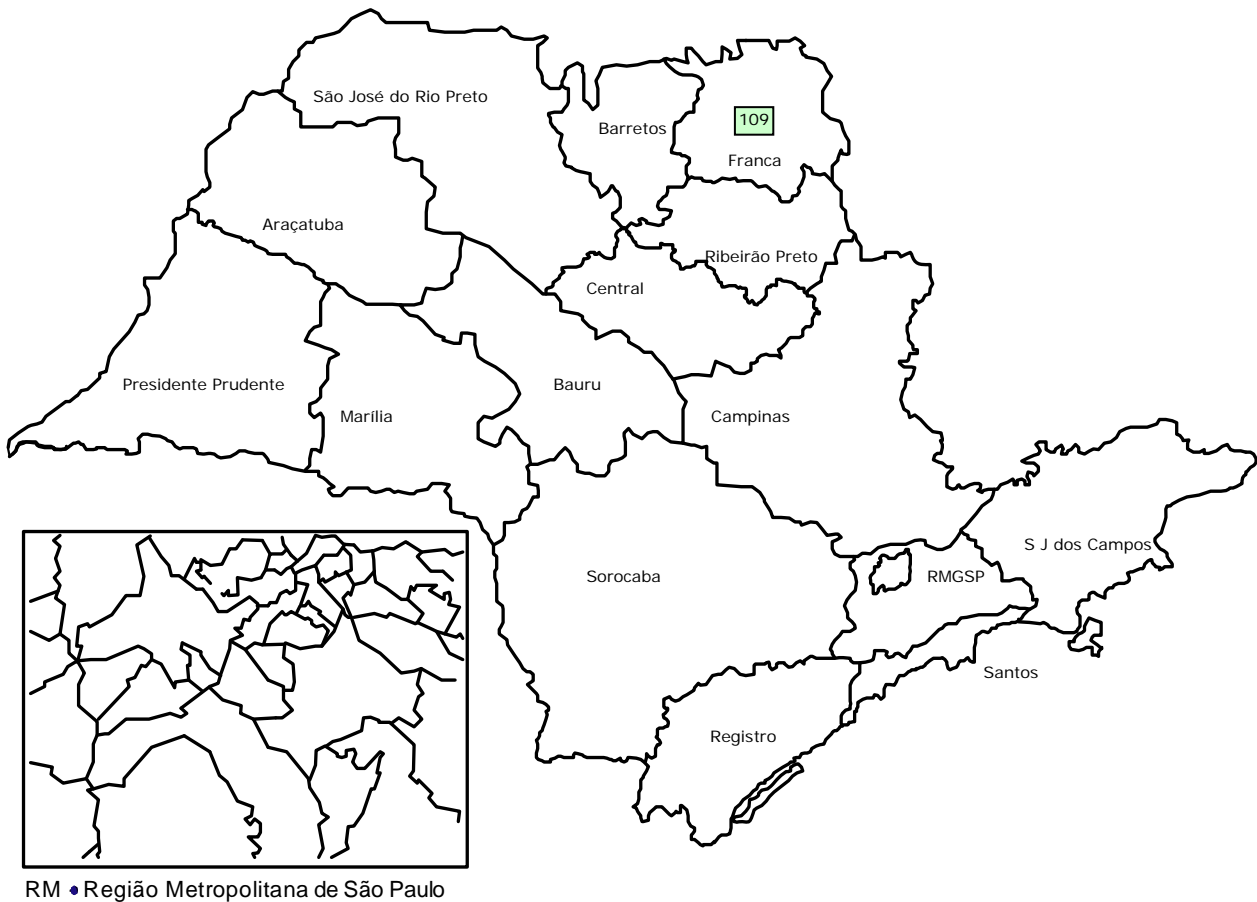 São José do Rio Preto
109
Barretos
Franca
Araçatuba
Ribeirão Preto
Central
Presidente Prudente
Bauru
Marília
Campinas
S J dos Campos
Sorocaba
RMGSP
Santos
Registro
RM • Região Metropolitana de São Paulo